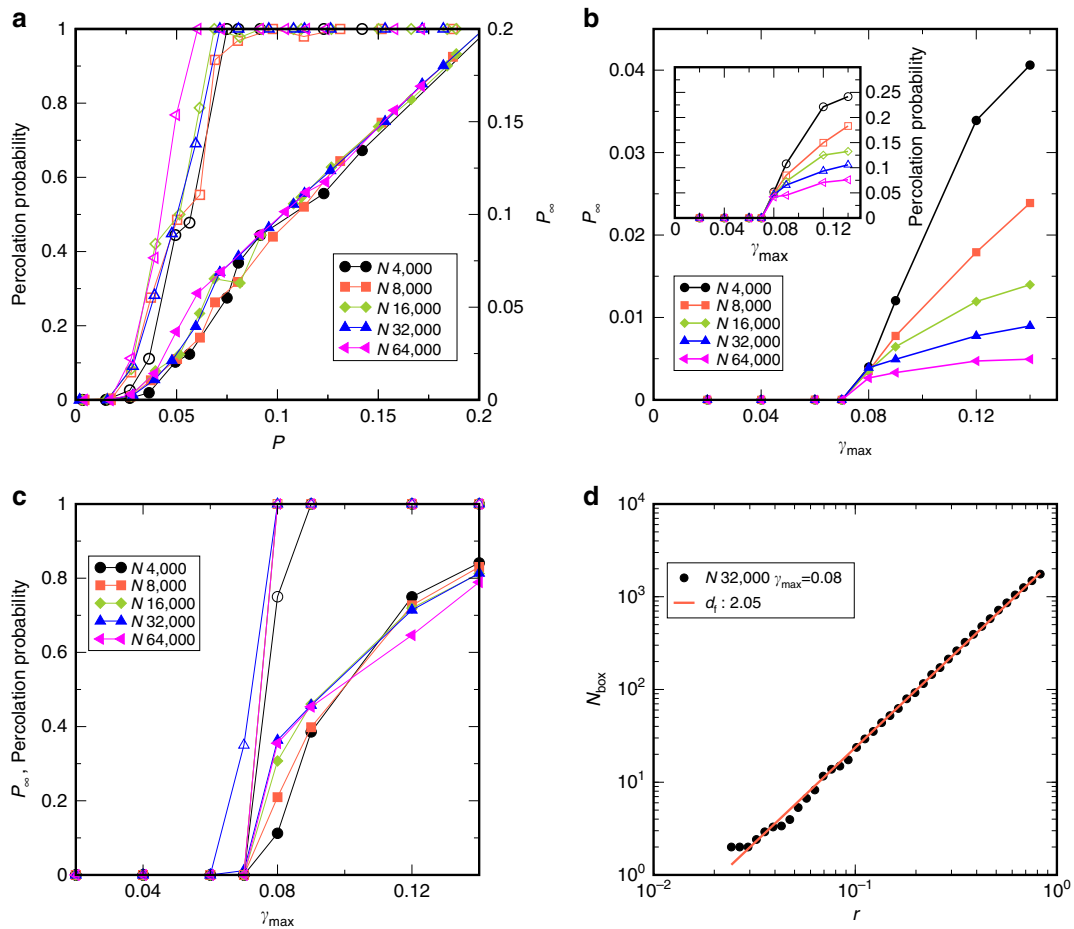 a
1
0.8
0.6
0.4
0.2
0
Percolation probability
0.2
0.15
0.1
0.05
0
P∞
0
0.05
0.1
0.15
0.2
P
N 4,000
N 8,000
N 16,000
N 32,000
N 64,000
b
0.04
0.03
0.02
0.01
0
P∞
0
0.04
0.08
0.12
γmax
0.25
0.2
0.15
0.1
0.05
0
Percolation probability
0.00
0.04
0.08
0.12
γmax
N 4,000
N 8,000
N 16,000
N 32,000
N 64,000
c
1
0.8
0.6
0.4
0.2
0
P∞, Percolation probability
0.04
0.08
0.12
γmax
N 4,000
N 8,000
N 16,000
N 32,000
N 64,000
d
10⁴
10³
10²
10¹
10⁰
Nbox
10⁻²
10⁻¹
10⁰
r
N 32,000 γmax=0.08
df : 2.05